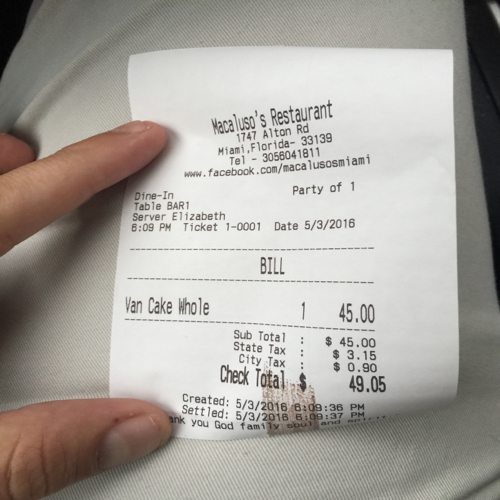 Macaluso's Restaurant
1747 Alton Rd
Miami,Florida- 33139
Tel - 3056041811
www.facebook.com/macalusosmiami
Party of 1
Dine-In
Table BAR1
Server Elizabeth
6:09 PM Ticket 1-0001 Date 5/3/2016
BILL
Van Cake Whole 1 45.00
Sub Total : $ 45.00
State Tax : $ 3.15
City Tax : $ 0.90
Check Total $ 49.05
Created: 5/3/2016 6:09:36 PM
Settled: 5/3/2016 6:09:37 PM
ank you God family soul and spirit